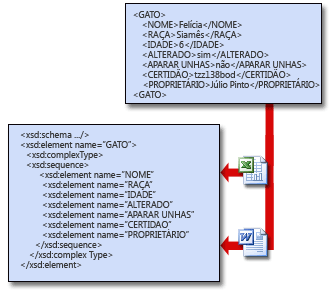 <GATO>
<NOME>Felícia</NOME>
<RAÇA>Siamês</RAÇA>
<IDADE>6</IDADE>
<ALTERADO>sim</ALTERADO>
<APARAR UNHAS>não</APARAR UNHAS>
<CERTIDÃO>tzz138bod</CERTIDÃO>
<PROPRIETÁRIO>Júlio Pinto</PROPRIETÁRIO>
<GATO>
<xsd:schema .../>
<xsd:element name="GATO">
<xsd:complexType>
<xsd:sequence>
<xsd:element name="NOME"
<xsd:element name="RAÇA"
<xsd:element name="IDADE"
<xsd:element name="ALTERADO"
<xsd:element name="APARAR UNHAS"
<xsd:element name="CERTIDAO"
<xsd:element name="PROPRIETÁRIO"
</xsd:sequence>
</xsd:complex Type>
</xsd:element>
X
W